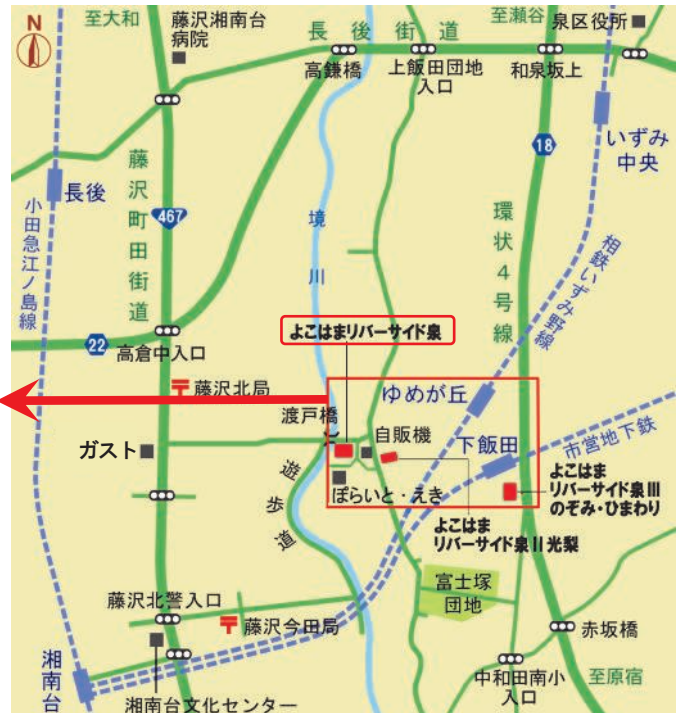 N
至大和
藤沢湘南台
病院
長後街道
至瀬谷
泉区役所
高鎌橋
上飯田団地
入口
和泉坂上
いずみ
中央
18
長後
藤沢町田街道
467
境川
環状4号線
小田急江ノ島線
相鉄いずみ野線
よこはまリバーサイド泉
22
高倉中入口
藤沢北局
渡戸橋
ゆめが丘
自販機
下飯田
市営地下鉄
ガスト
遊歩道
ぽらいと・えき
よこはま
リバーサイド泉Ⅲ
のぞみ・ひまわり
よこはま
リバーサイド泉Ⅱ光梨
富士塚
団地
藤沢北警入口
藤沢今田局
赤坂橋
湘南台
湘南台文化センター
中和田南小
入口
至原宿